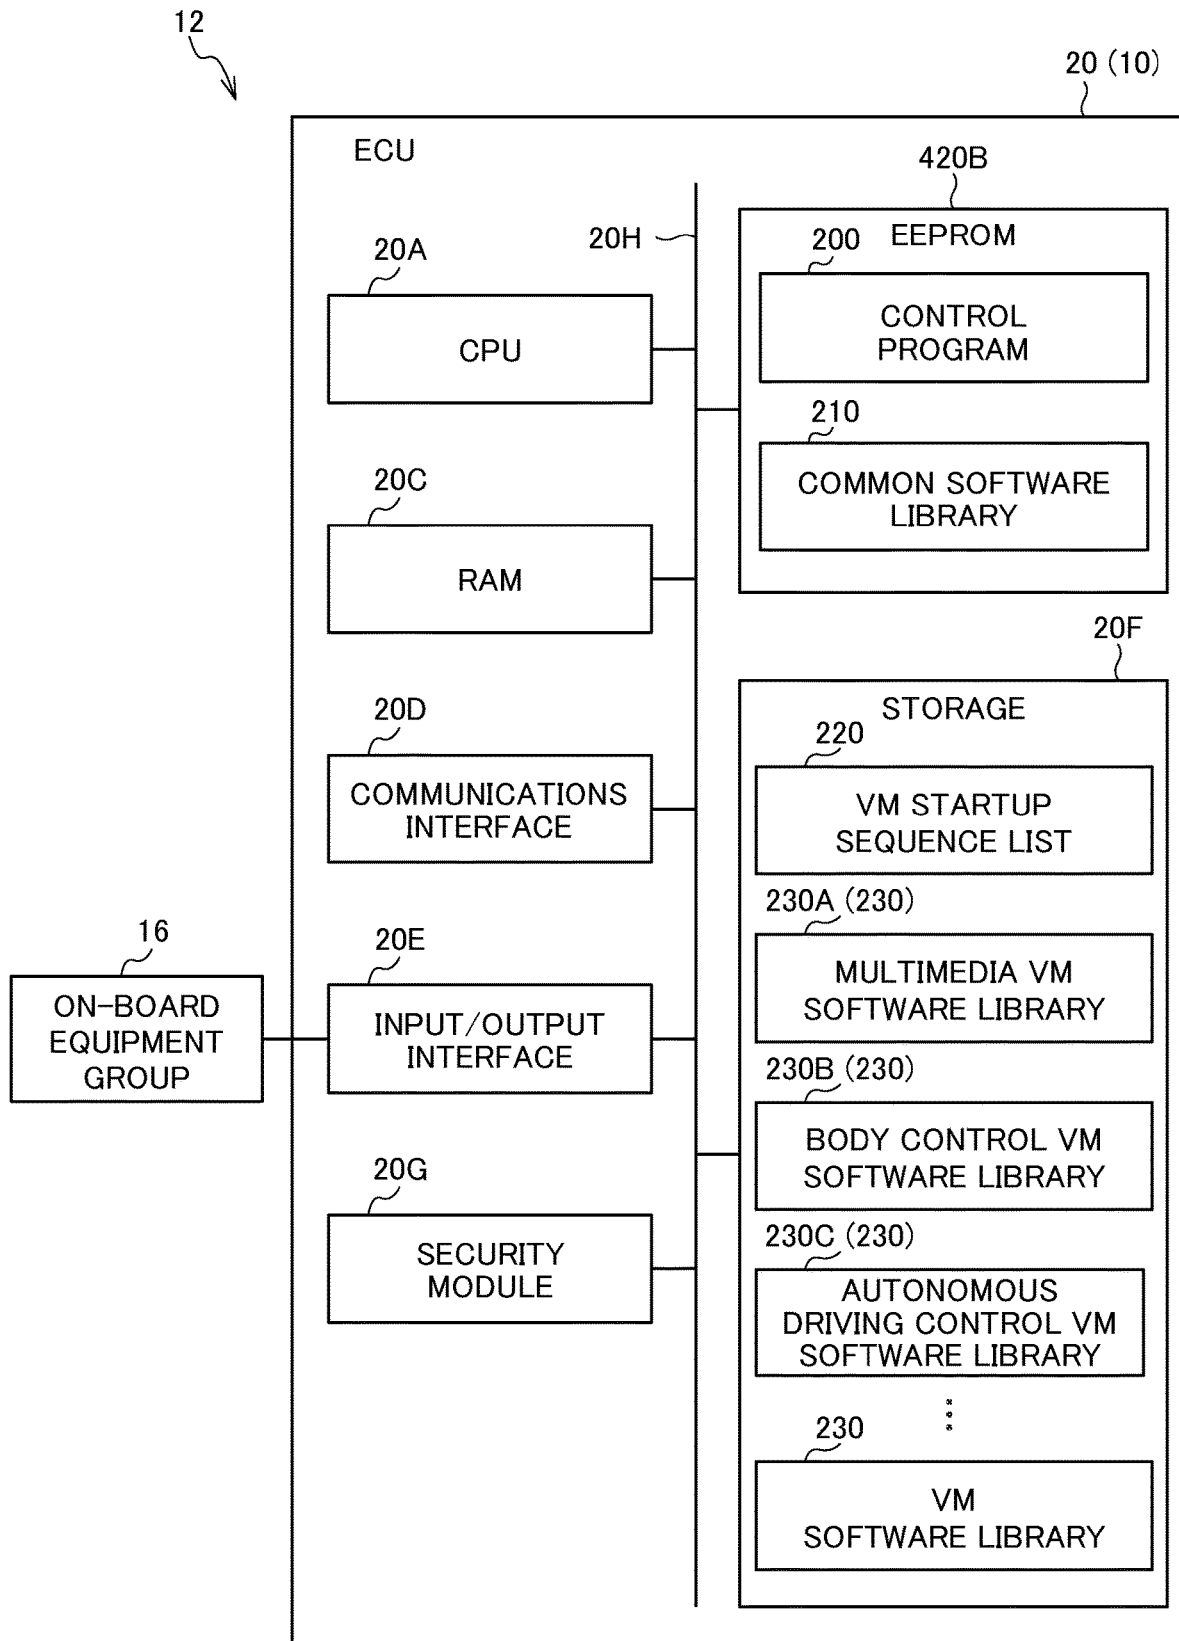 12
20 (10)
ECU
420B
EEPROM
20H
200
CONTROL
PROGRAM
210
COMMON SOFTWARE
LIBRARY
20A
CPU
20C
RAM
20D
COMMUNICATIONS
INTERFACE
16
ON-BOARD
EQUIPMENT
GROUP
20E
INPUT/OUTPUT
INTERFACE
20G
SECURITY
MODULE
20F
STORAGE
220
VM STARTUP
SEQUENCE LIST
230A (230)
MULTIMEDIA VM
SOFTWARE LIBRARY
230B (230)
BODY CONTROL VM
SOFTWARE LIBRARY
230C (230)
AUTONOMOUS
DRIVING CONTROL VM
SOFTWARE LIBRARY
230
VM
SOFTWARE LIBRARY